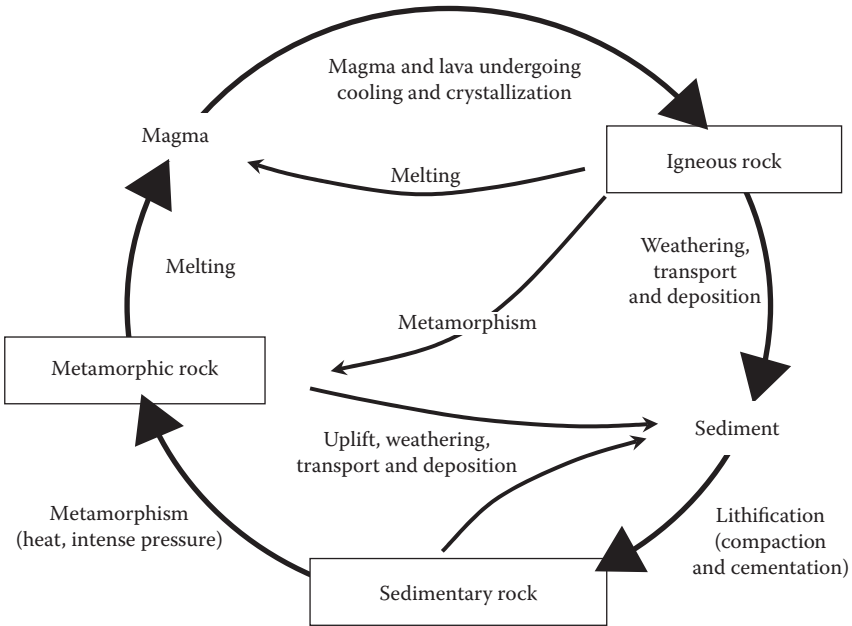 Magma and lava undergoing
cooling and crystallization
Magma
Igneous rock
Melting
Weathering,
transport
and deposition
Melting
Metamorphism
Metamorphic rock
Sediment
Uplift, weathering,
transport and deposition
Metamorphism
(heat, intense pressure)
Lithification
(compaction
and cementation)
Sedimentary rock